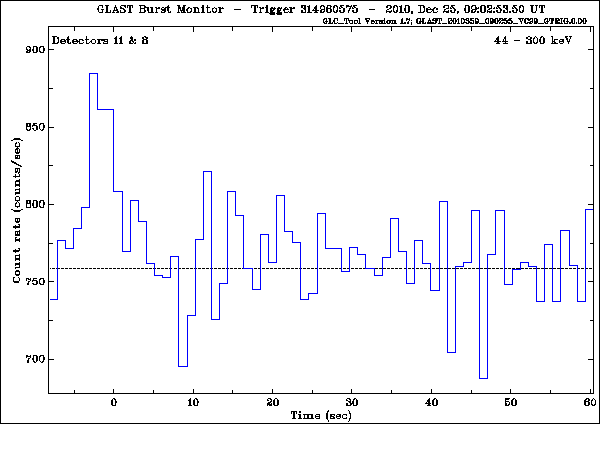 GLAST Burst Monitor – Trigger 314960575 – 2010, Dec 25, 09:02:53.50 UT
GLC_Tool Version 1.7; GLAST_2010359_090255_VC09_GTRIG.0.00
Detectors 11 & 8
44 – 300 keV
900
850
800
750
700
Count rate (counts/sec)
0 10 20 30 40 50 60
Time (sec)